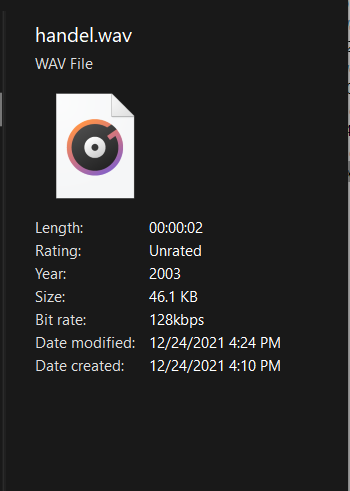 handel.wav
WAV File
Length: 00:00:02
Rating: Unrated
Year: 2003
Size: 46.1 KB
Bit rate: 128kbps
Date modified: 12/24/2021 4:24 PM
Date created: 12/24/2021 4:10 PM